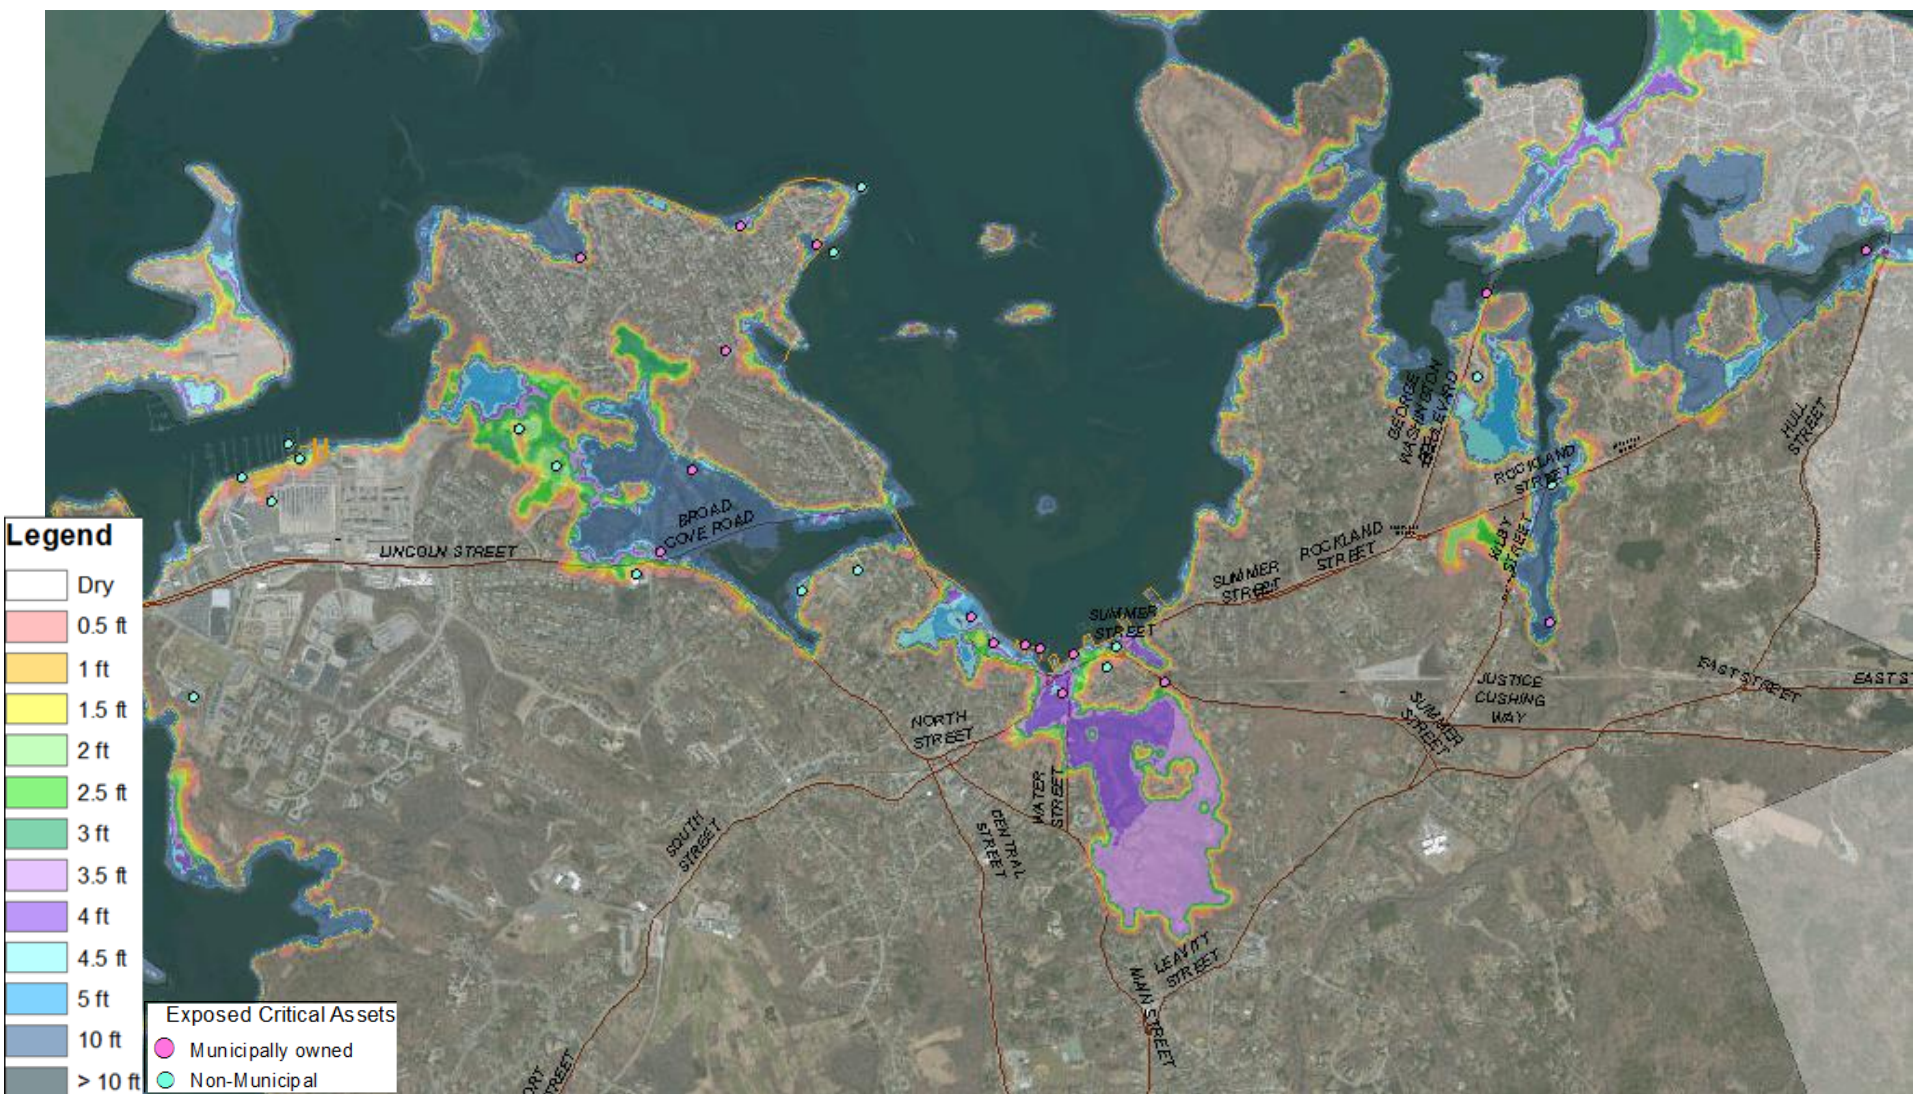 GEORGE
WASHINGTON
BOULEVARD
HULL
STREET
ROCKLAND
STREET
BROAD
COVE ROAD
LINCOLN STREET
KILBY
STREET
ROCKLAND
STREET
SUMMER
STREET
SUMMER
STREET
EAST STREET
EAST ST
JUSTICE
CUSHING
WAY
SUMMER
STREET
NORTH
STREET
WATER
STREET
CENTRAL
STREET
SOUTH
STREET
LEAVITT
STREET
MAIN STREET
ORT
TREET
Legend
Dry
0.5 ft
1 ft
1.5 ft
2 ft
2.5 ft
3 ft
3.5 ft
4 ft
4.5 ft
5 ft
10 ft
> 10 ft
Exposed Critical Assets
Municipally owned
Non-Municipal